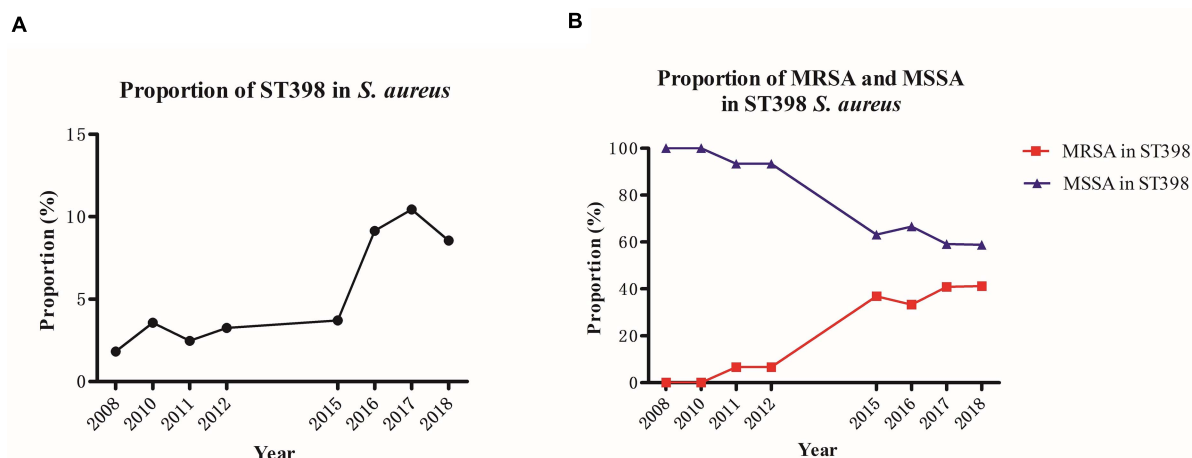 A
Proportion of ST398 in S. aureus
15
10
5
0
Proportion (%)
2008
2010
2011
2012
2015
2016
2017
2018
Year
B
Proportion of MRSA and MSSA
in ST398 S. aureus
100
80
60
40
20
0
Proportion (%)
2008
2010
2011
2012
2015
2016
2017
2018
Year
MRSA in ST398
MSSA in ST398